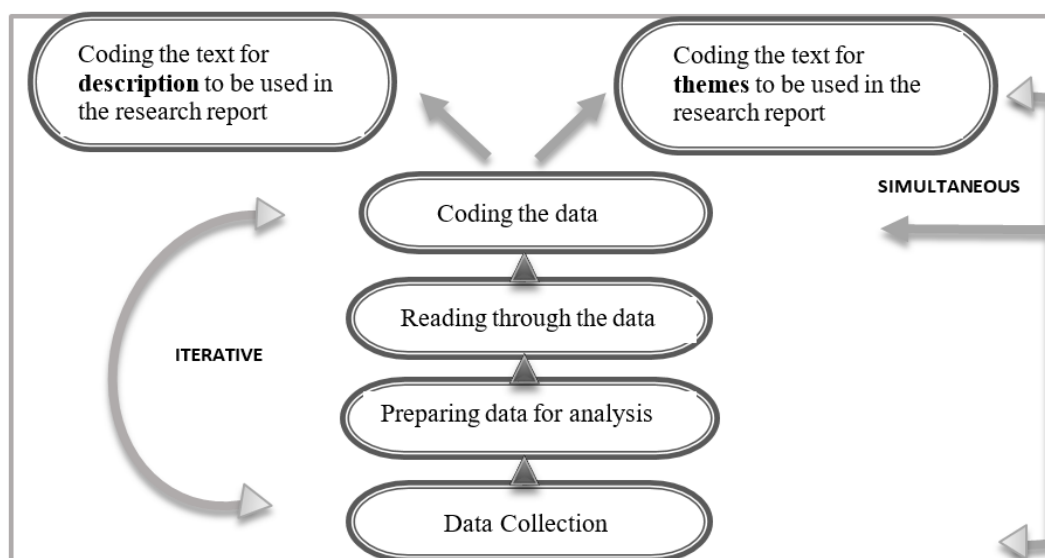 Coding the text for
description to be used in
the research report
Coding the text for
themes to be used in the
research report
SIMULTANEOUS
Coding the data
Reading through the data
ITERATIVE
Preparing data for analysis
Data Collection